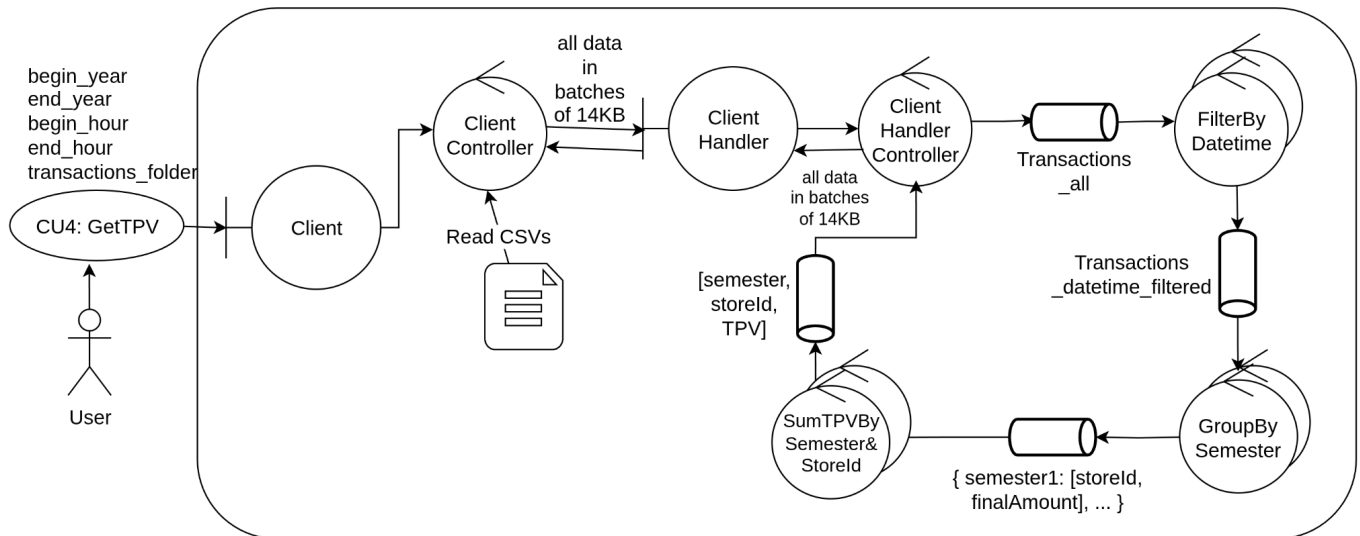 begin_year
end_year
begin_hour
end_hour
transactions_folder
CU4: GetTPV
User
Client
Client
Controller
Read CSVs
all data
in
batches
of 14KB
Client
Handler
Client
Handler
Controller
all data
in batches
of 14KB
Transactions
_all
FilterBy
Datetime
Transactions
_datetime_filtered
GroupBy
Semester
{ semester1: [storeId,
finalAmount], ... }
SumTPVBy
Semester&
StoreId
[semester,
storeId,
TPV]